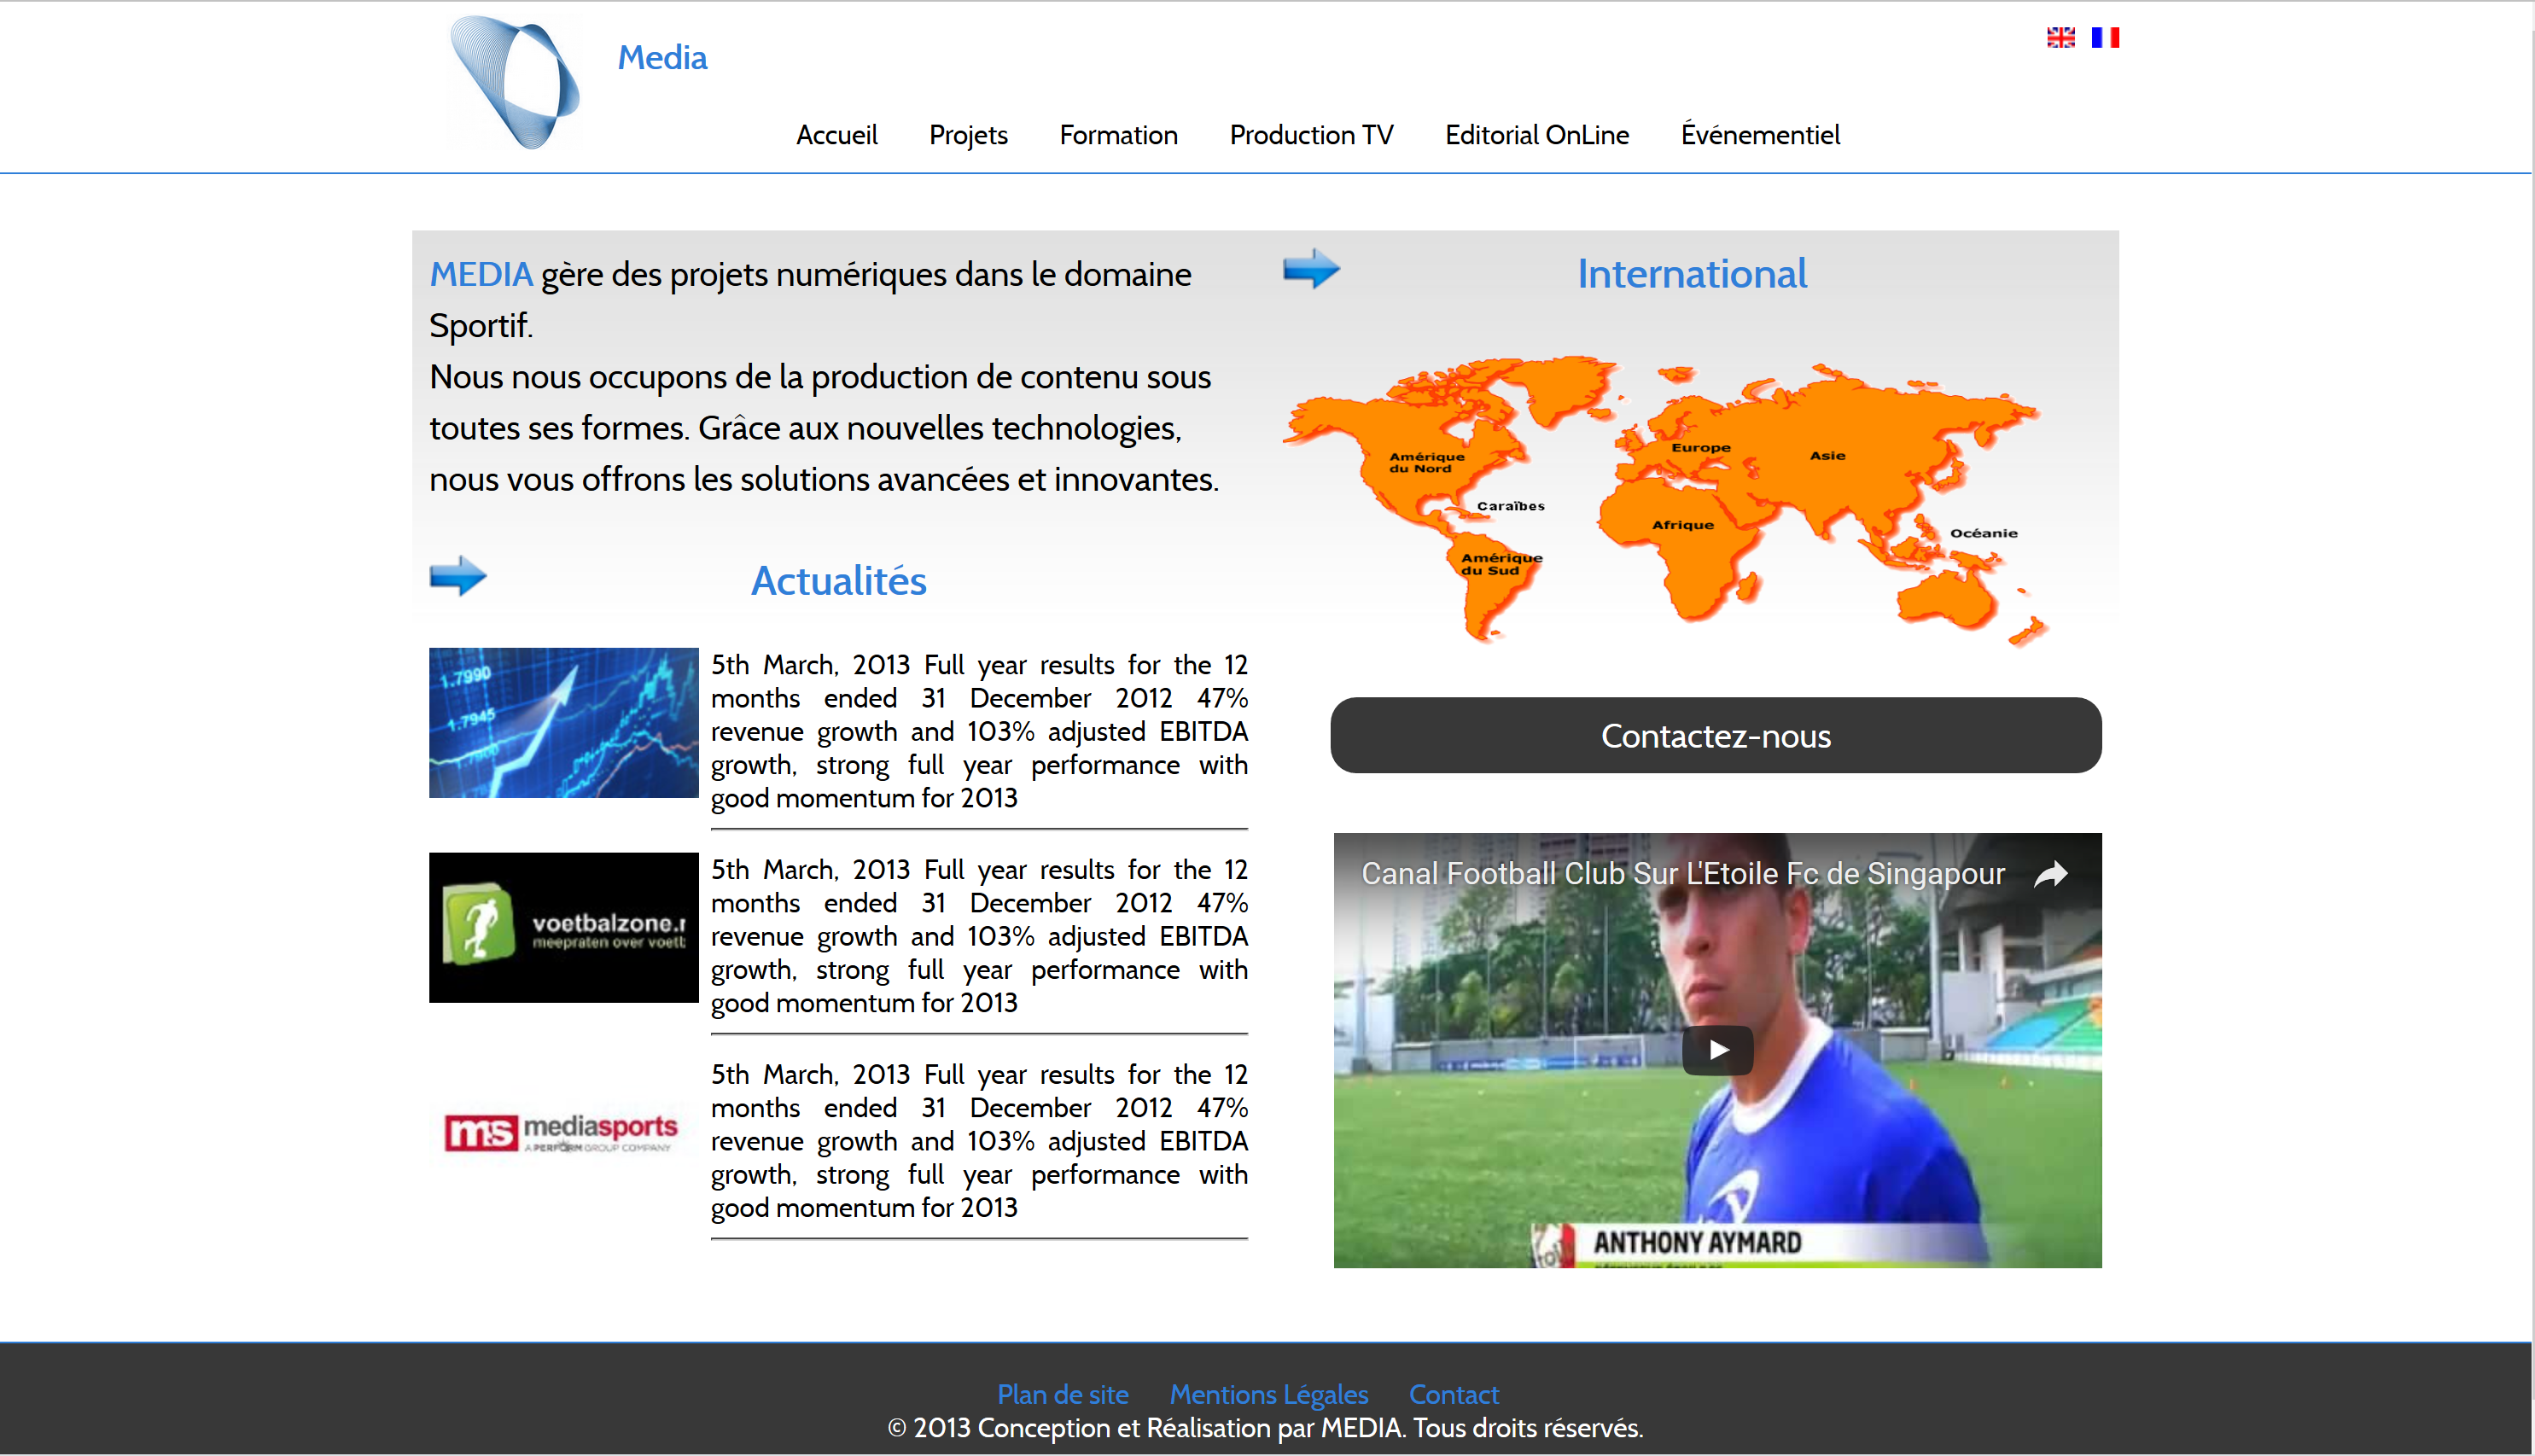 Media
Accueil Projets Formation Production TV Editorial OnLine Événementiel
MEDIA gère des projets numériques dans le domaine
Sportif.
Nous nous occupons de la production de contenu sous
toutes ses formes. Grâce aux nouvelles technologies,
nous vous offrons les solutions avancées et innovantes.
Actualités
1.7990
1.7945
5th March, 2013 Full year results for the 12
months ended 31 December 2012 47%
revenue growth and 103% adjusted EBITDA
growth, strong full year performance with
good momentum for 2013
voetbalzone.n
meepraten over voetb
5th March, 2013 Full year results for the 12
months ended 31 December 2012 47%
revenue growth and 103% adjusted EBITDA
growth, strong full year performance with
good momentum for 2013
ms mediasports
A PERFORM GROUP COMPANY
5th March, 2013 Full year results for the 12
months ended 31 December 2012 47%
revenue growth and 103% adjusted EBITDA
growth, strong full year performance with
good momentum for 2013
International
Amérique
du Nord
Caraïbes
Amérique
du Sud
Europe
Afrique
Asie
Océanie
Contactez-nous
Canal Football Club Sur L'Etoile Fc de Singapour
ANTHONY AYMARD
Plan de site Mentions Légales Contact
© 2013 Conception et Réalisation par MEDIA. Tous droits réservés.